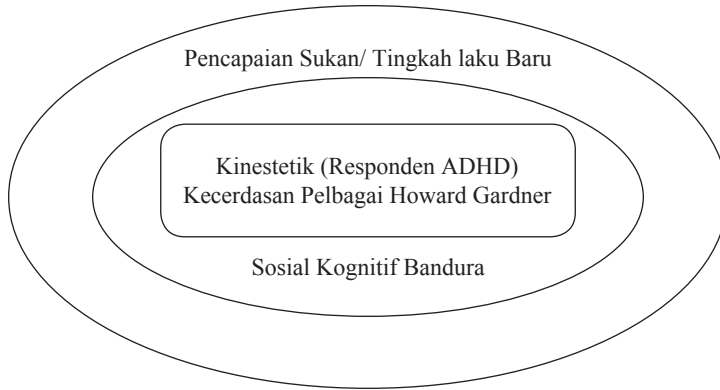 Pencapaian Sukan/ Tingkah laku Baru
Kinestetik (Responden ADHD)
Kecerdasan Pelbagai Howard Gardner
Sosial Kognitif Bandura